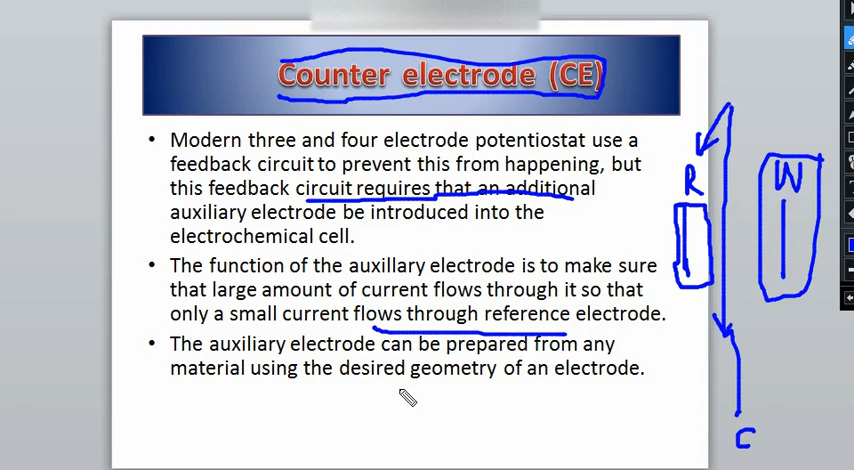 Counter electrode (CE)
• Modern three and four electrode potentiostat use a
feedback circuit to prevent this from happening, but
this feedback circuit requires that an additional
auxiliary electrode be introduced into the
electrochemical cell.
• The function of the auxillary electrode is to make sure
that large amount of current flows through it so that
only a small current flows through reference electrode.
• The auxiliary electrode can be prepared from any
material using the desired geometry of an electrode.
R
W
C